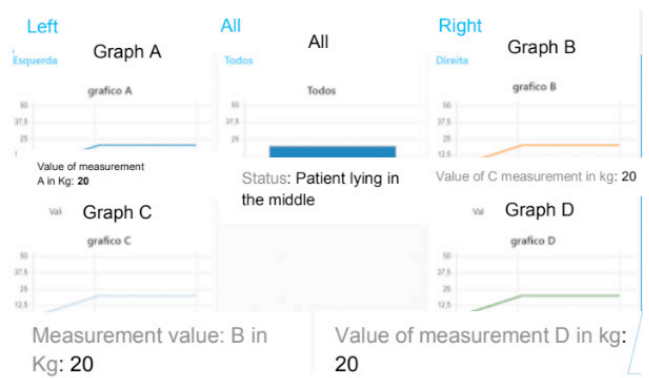 Left All Right
Graph A All Graph B
Esquerda Todos Direita
grafico A Todos grafico B
50 50 50
37,5 37,5 37,5
25 25 25
12,5
Value of measurement
A in Kg: 20
Status: Patient lying in
the middle
Value of C measurement in kg: 20
Val Graph C Val Graph D
grafico C grafico D
50 50
37,5 37,5
25 25
12,5 12,5
Measurement value: B in
Kg: 20
Value of measurement D in kg:
20